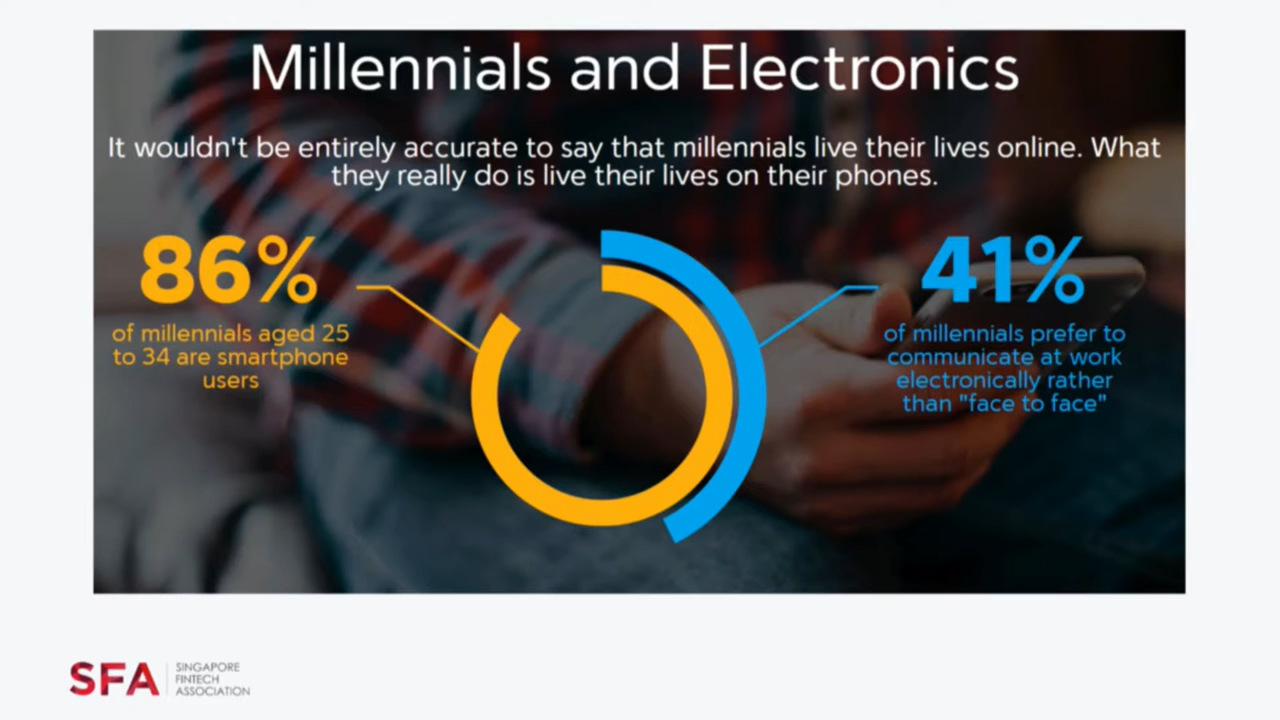 Millennials and Electronics
It wouldn't be entirely accurate to say that millennials live their lives online. What
they really do is live their lives on their phones.
86%
of millennials aged 25
to 34 are smartphone
users
41%
of millennials prefer to
communicate at work
electronically rather
than "face to face"
SFA
SINGAPORE
FINTECH
ASSOCIATION